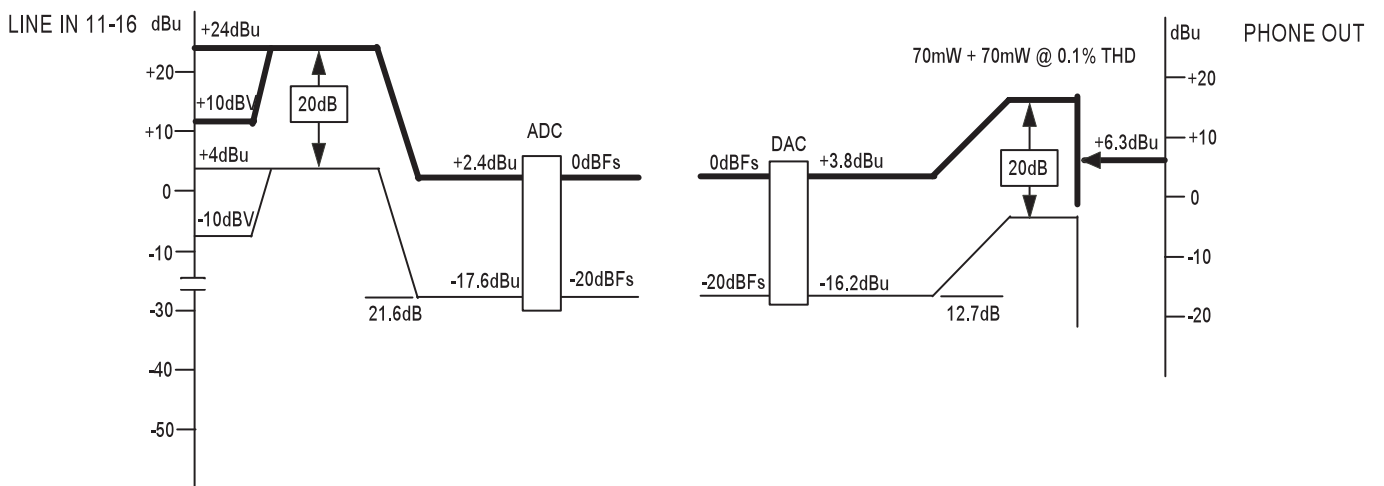 LINE IN 11-16
dBu
+24dBu
+20
+10dBV
+10
+4dBu
0
-10dBV
-10
-30
-40
-50
20dB
21.6dB
+2.4dBu
-17.6dBu
ADC
0dBFs
-20dBFs
0dBFs
-20dBFs
DAC
+3.8dBu
-16.2dBu
12.7dB
70mW + 70mW @ 0.1% THD
20dB
+6.3dBu
dBu
PHONE OUT
+20
+10
0
-10
-20